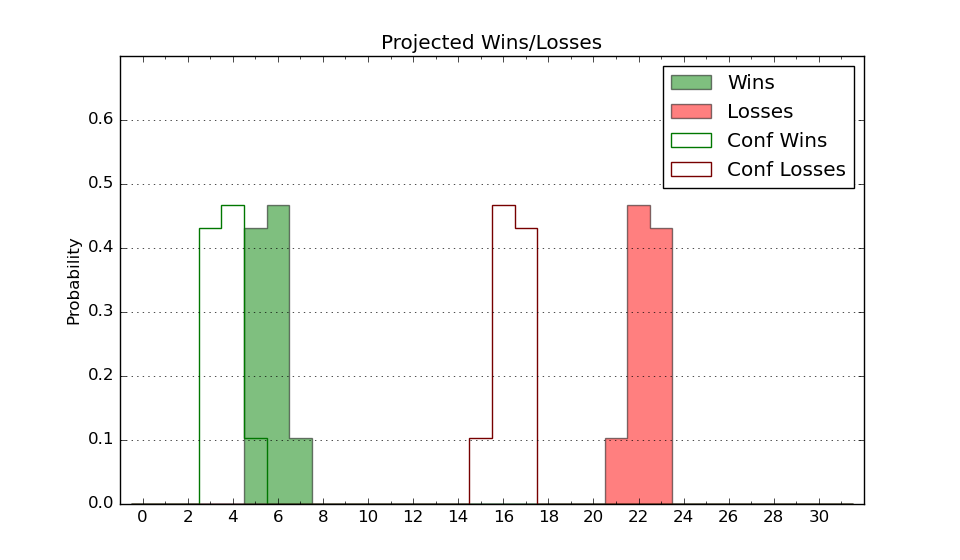 Projected Wins/Losses
Wins
Losses
Conf Wins
Conf Losses
Probability
0.6
0.5
0.4
0.3
0.2
0.1
0.0
0 2 4 6 8 10 12 14 16 18 20 22 24 26 28 30